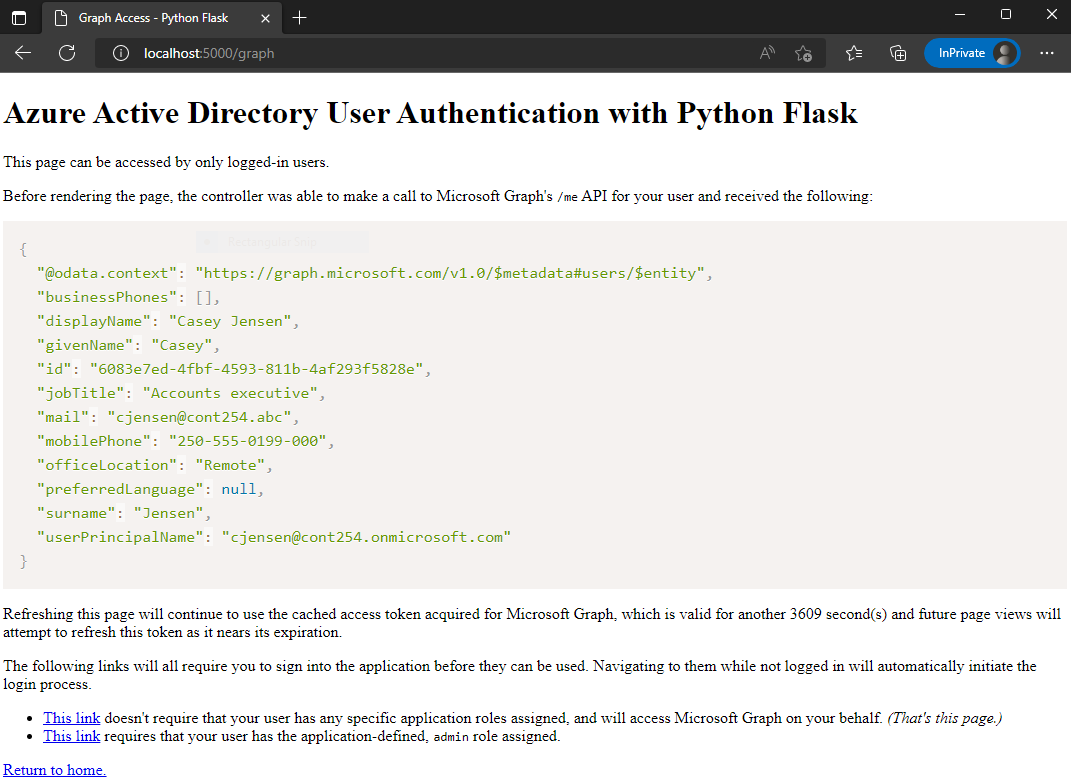 Graph Access - Python Flask
localhost:5000/graph
InPrivate
Azure Active Directory User Authentication with Python Flask
This page can be accessed by only logged-in users.
Before rendering the page, the controller was able to make a call to Microsoft Graph's /me API for your user and received the following:
Rectangular Snip
{
"@odata.context": "https://graph.microsoft.com/v1.0/$metadata#users/$entity",
"businessPhones": [],
"displayName": "Casey Jensen",
"givenName": "Casey",
"id": "6083e7ed-4fbf-4593-811b-4af293f5828e",
"jobTitle": "Accounts executive",
"mail": "cjensen@cont254.abc",
"mobilePhone": "250-555-0199-000",
"officeLocation": "Remote",
"preferredLanguage": null,
"surname": "Jensen",
"userPrincipalName": "cjensen@cont254.onmicrosoft.com"
}
Refreshing this page will continue to use the cached access token acquired for Microsoft Graph, which is valid for another 3609 second(s) and future page views will
attempt to refresh this token as it nears its expiration.
The following links will all require you to sign into the application before they can be used. Navigating to them while not logged in will automatically initiate the
login process.
• This link doesn't require that your user has any specific application roles assigned, and will access Microsoft Graph on your behalf. (That's this page.)
• This link requires that your user has the application-defined, admin role assigned.
Return to home.